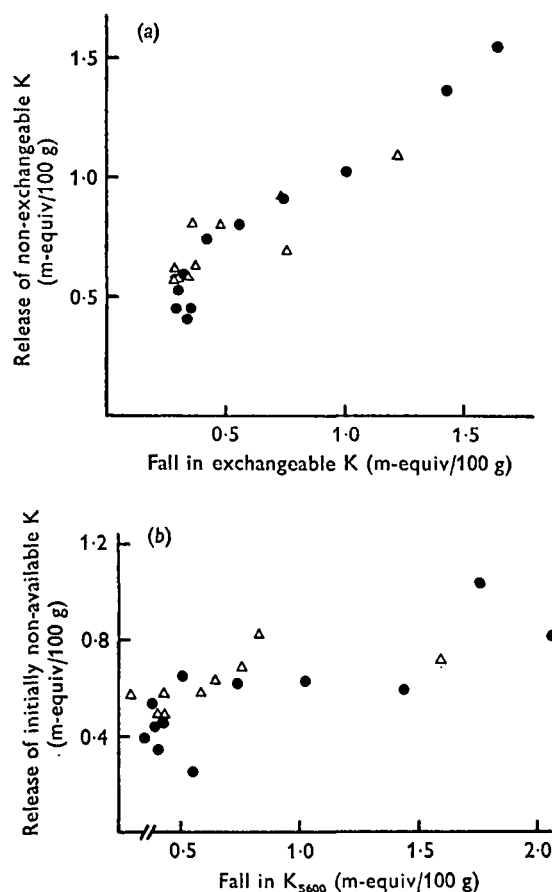 (a)
1·5
1·0
0·5
Release of non-exchangeable K
(m-equiv/100 g)
0·5
1·0
1·5
Fall in exchangeable K (m-equiv/100 g)
(b)
1·2
0·8
0·4
Release of initially non-available K
(m-equiv/100 g)
0·5
1·0
1·5
2·0
Fall in K5600 (m-equiv/100 g)